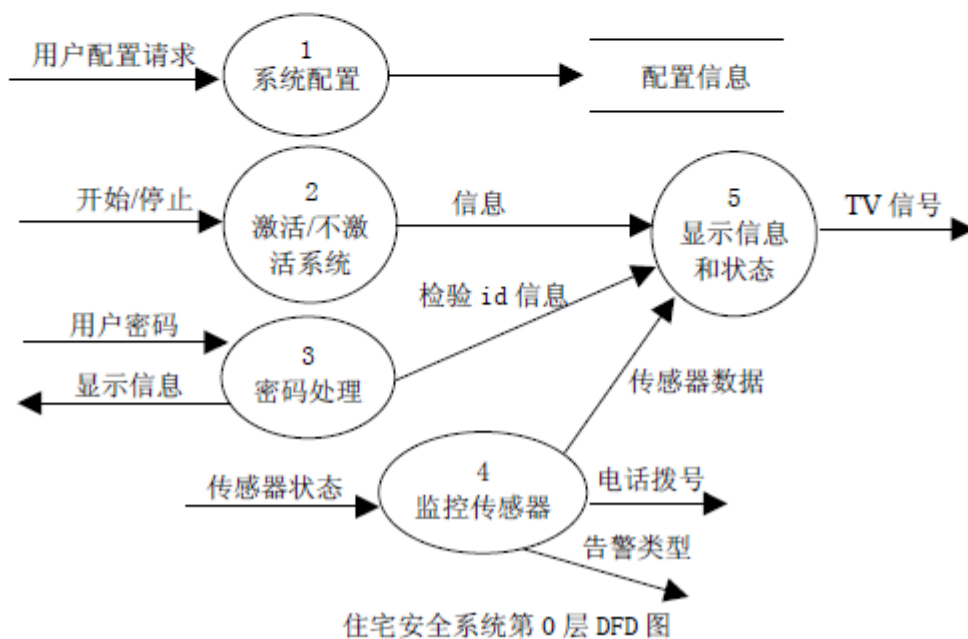 用户配置请求
1
系统配置
配置信息
开始/停止
2
激活/不激
活系统
信息
5
显示信息
和状态
TV 信号
检验 id 信息
用户密码
显示信息
3
密码处理
传感器数据
传感器状态
4
监控传感器
电话拨号
告警类型
住宅安全系统第 0 层 DFD 图